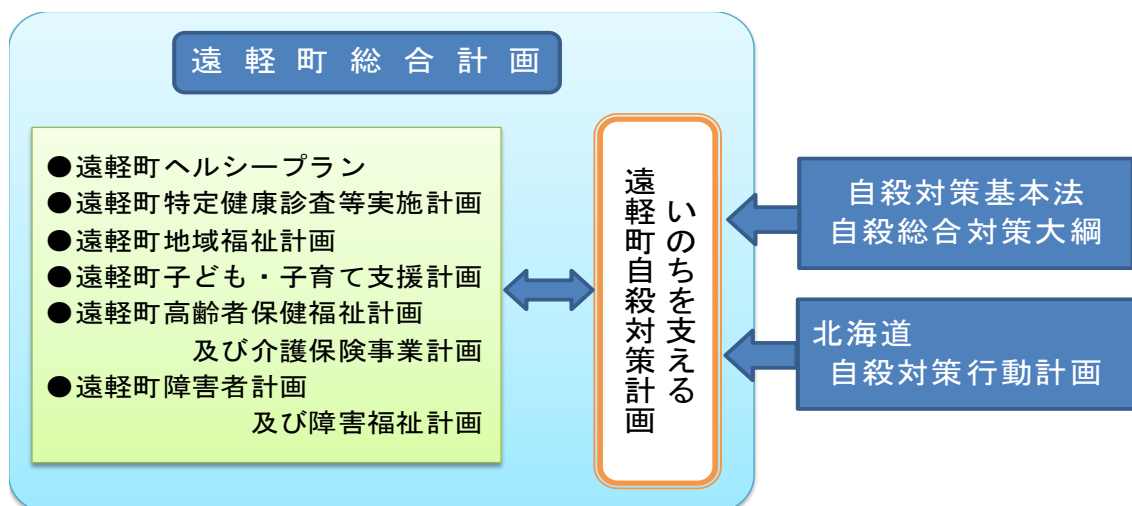 遠軽町総合計画
●遠軽町ヘルシープラン
●遠軽町特定健康診査等実施計画
●遠軽町地域福祉計画
●遠軽町子ども・子育て支援計画
●遠軽町高齢者保健福祉計画
及び介護保険事業計画
●遠軽町障害者計画
及び障害福祉計画
いのちを支える
遠軽町自殺対策計画
自殺対策基本法
自殺総合対策大綱
北海道
自殺対策行動計画